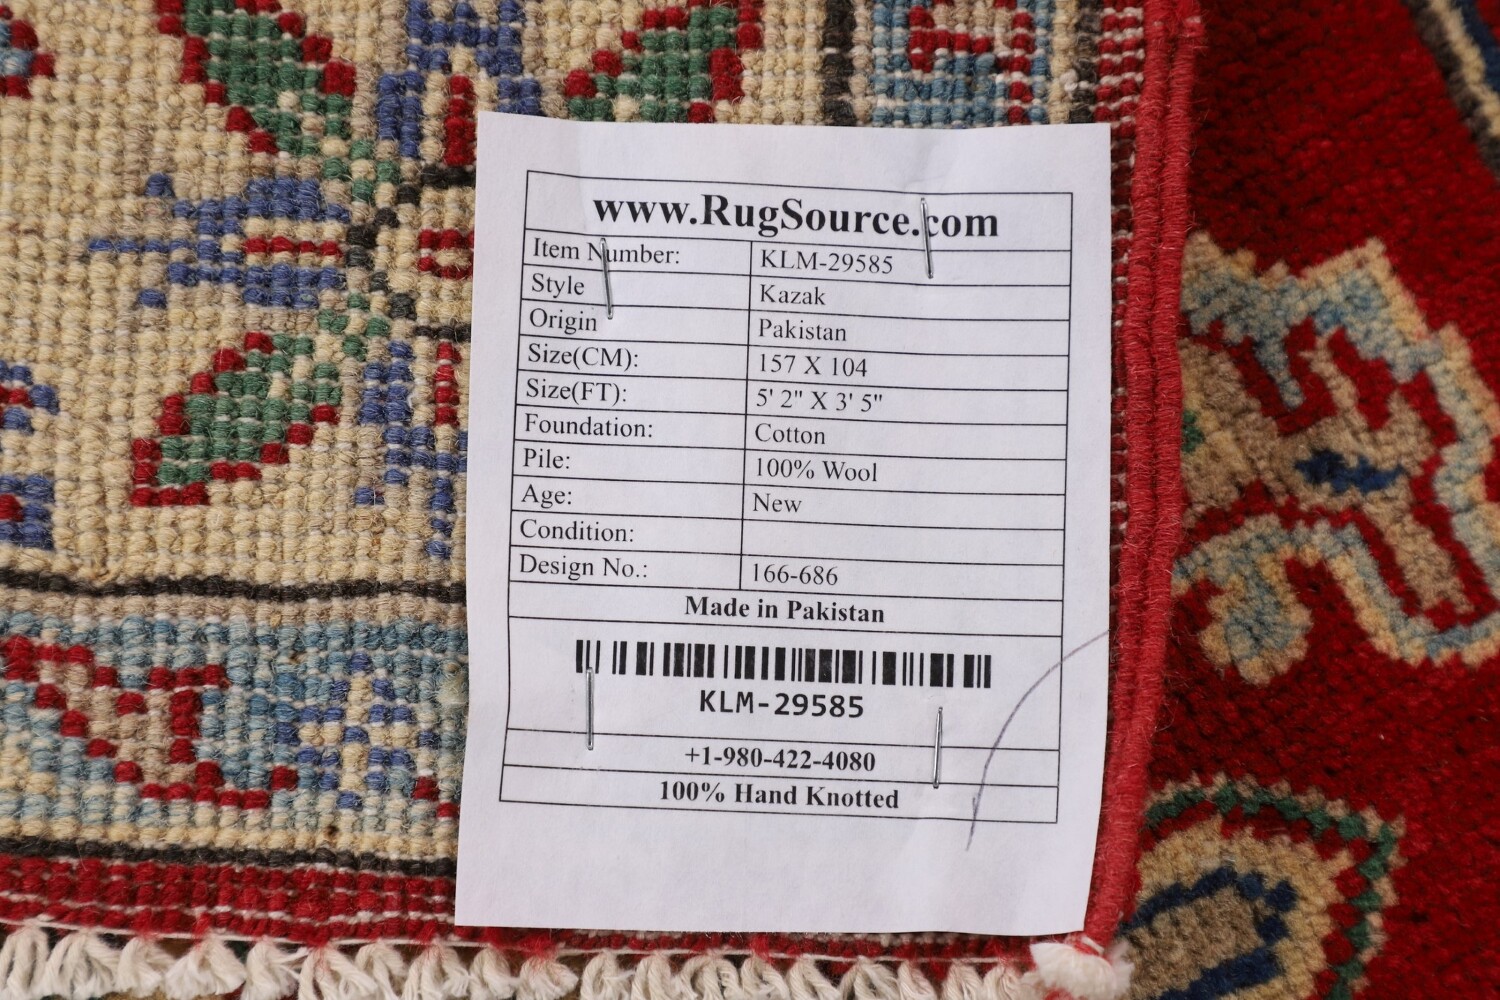 www.RugSource.com
Item Number: KLM-29585
Style Kazak
Origin Pakistan
Size(CM): 157 X 104
Size(FT): 5' 2" X 3' 5"
Foundation: Cotton
Pile: 100% Wool
Age: New
Condition:
Design No.: 166-686
Made in Pakistan
KLM-29585
+1-980-422-4080
100% Hand Knotted